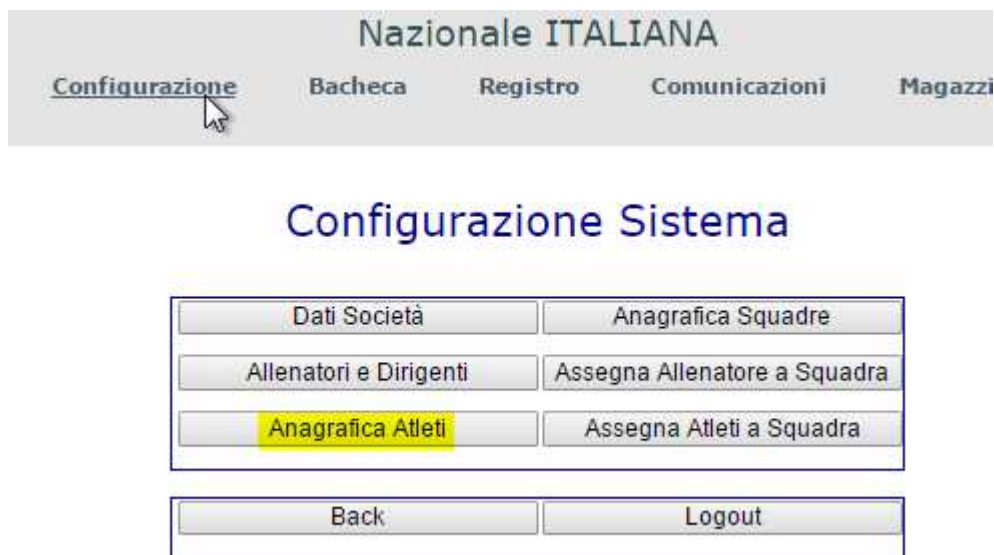 Nazionale ITALIANA
Configurazione Bacheca Registro Comunicazioni Magazzi
Configurazione Sistema
Dati Società Anagrafica Squadre
Allenatori e Dirigenti Assegna Allenatore a Squadra
Anagrafica Atleti Assegna Atleti a Squadra
Back Logout